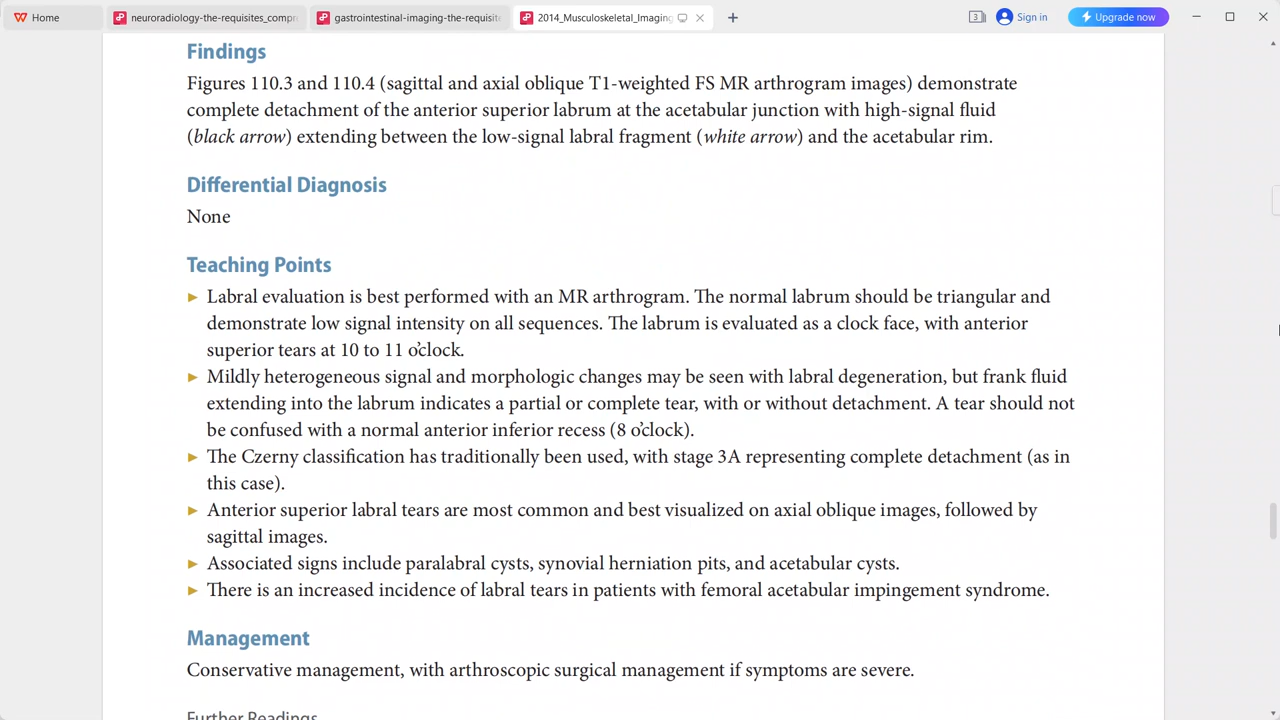 Home
neuroradiology-the-requisites_compr
gastrointestinal-imaging-the-requisite
2014_Musculoskeletal_Imaging
3
Sign in
Upgrade now
Findings
Figures 110.3 and 110.4 (sagittal and axial oblique T1-weighted FS MR arthrogram images) demonstrate
complete detachment of the anterior superior labrum at the acetabular junction with high-signal fluid
(black arrow) extending between the low-signal labral fragment (white arrow) and the acetabular rim.
Differential Diagnosis
None
Teaching Points
► Labral evaluation is best performed with an MR arthrogram. The normal labrum should be triangular and
demonstrate low signal intensity on all sequences. The labrum is evaluated as a clock face, with anterior
superior tears at 10 to 11 o'clock.
► Mildly heterogeneous signal and morphologic changes may be seen with labral degeneration, but frank fluid
extending into the labrum indicates a partial or complete tear, with or without detachment. A tear should not
be confused with a normal anterior inferior recess (8 o'clock).
► The Czerny classification has traditionally been used, with stage 3A representing complete detachment (as in
this case).
► Anterior superior labral tears are most common and best visualized on axial oblique images, followed by
sagittal images.
► Associated signs include paralabral cysts, synovial herniation pits, and acetabular cysts.
► There is an increased incidence of labral tears in patients with femoral acetabular impingement syndrome.
Management
Conservative management, with arthroscopic surgical management if symptoms are severe.
Further Readings